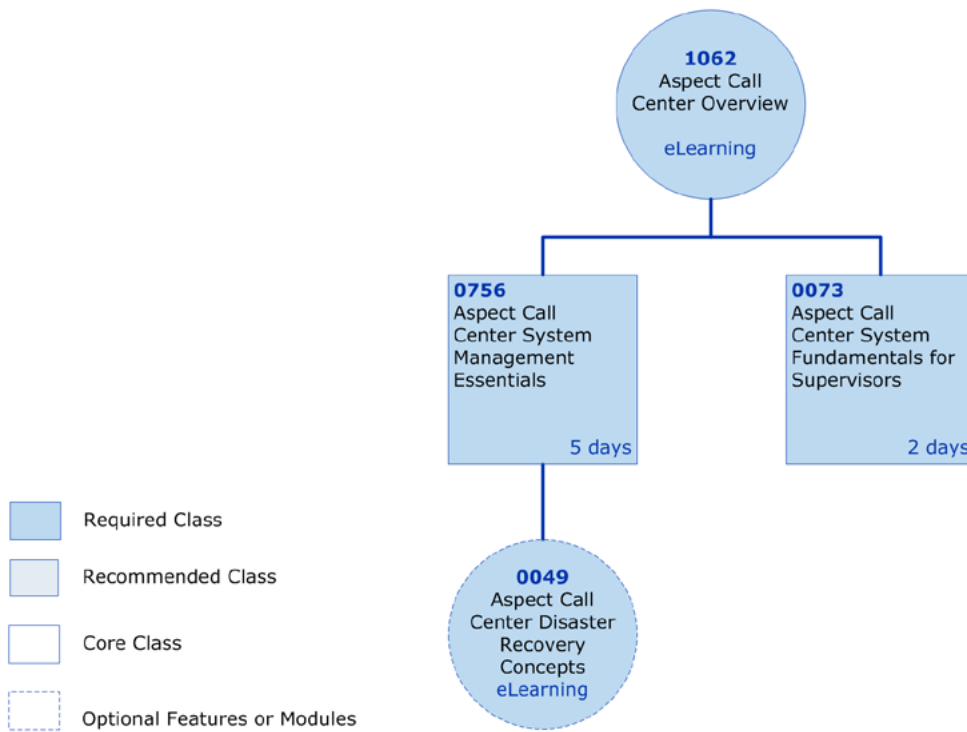 1062
Aspect Call
Center Overview
eLearning
0756
Aspect Call
Center System
Management
Essentials
5 days
0073
Aspect Call
Center System
Fundamentals for
Supervisors
2 days
0049
Aspect Call
Center Disaster
Recovery
Concepts
eLearning
Required Class
Recommended Class
Core Class
Optional Features or Modules